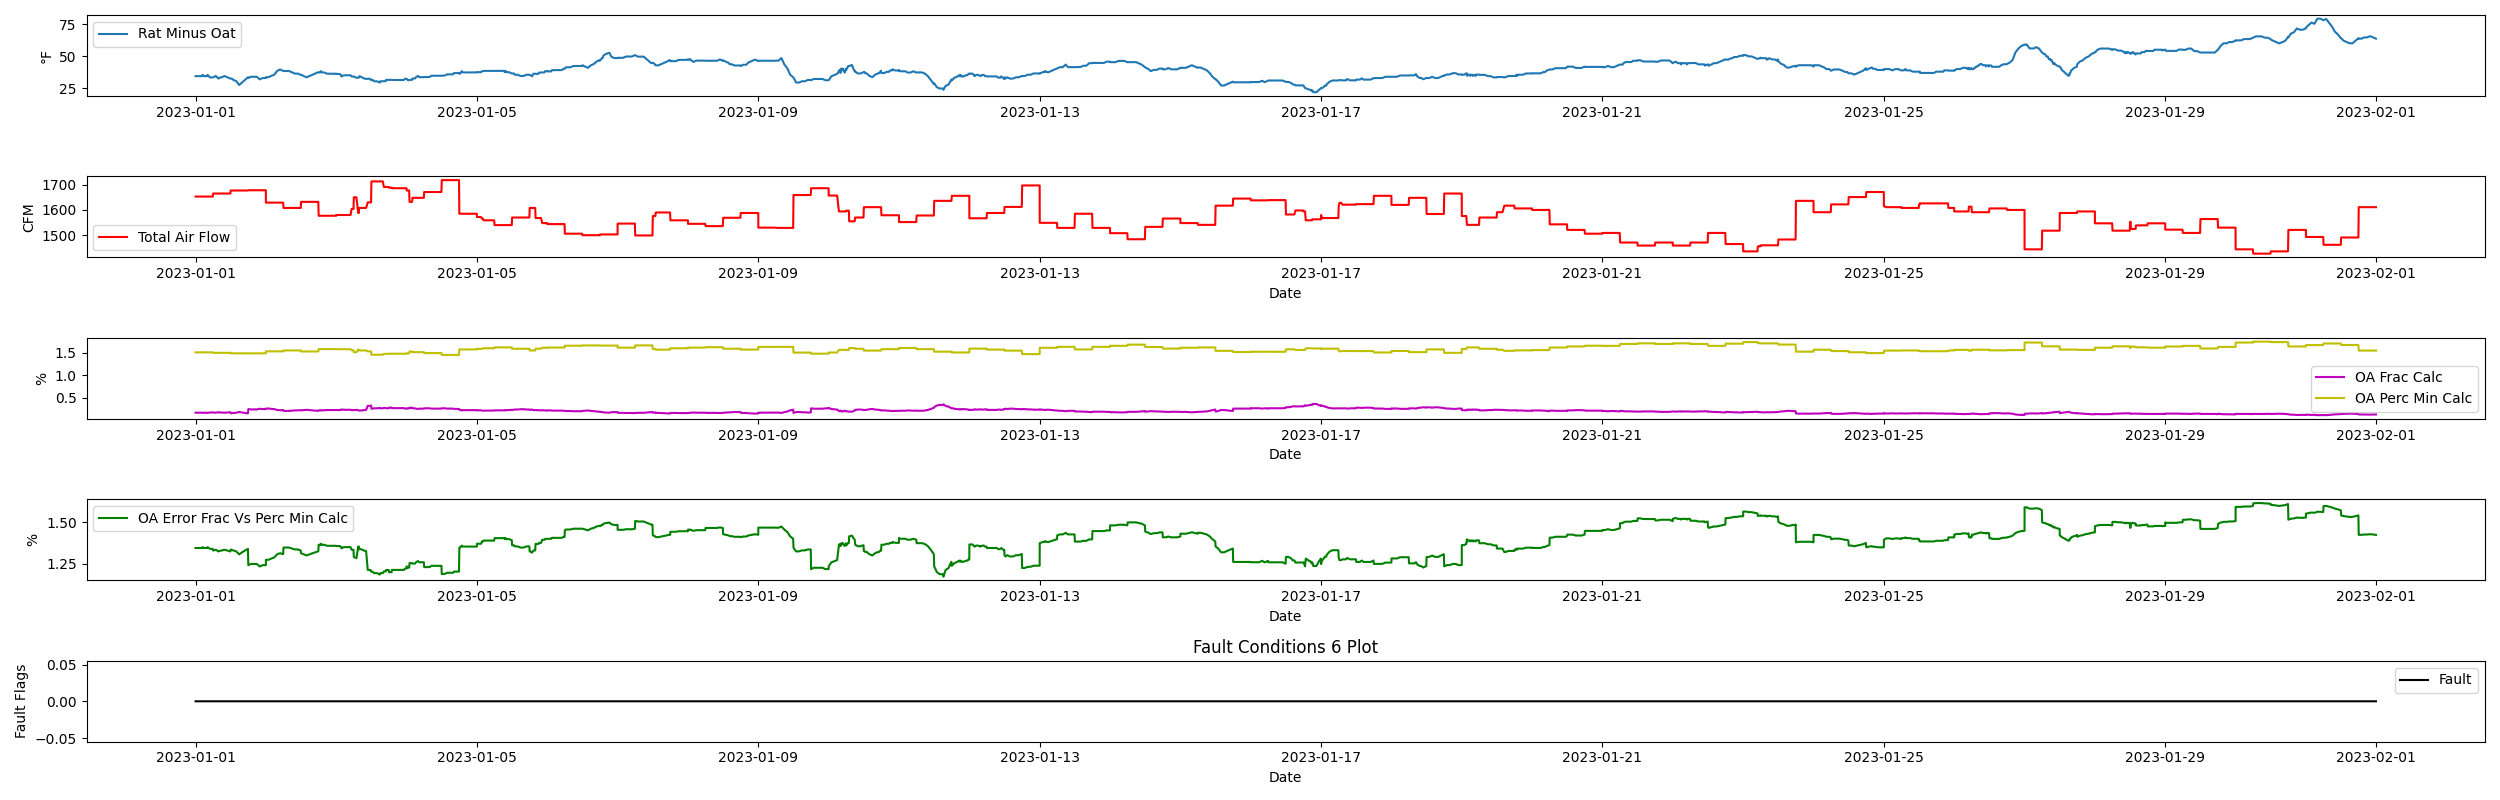 75
50
25
°F
Rat Minus Oat
2023-01-01 2023-01-05 2023-01-09 2023-01-13 2023-01-17 2023-01-21 2023-01-25 2023-01-29 2023-02-01
1700
1600
1500
CFM
Total Air Flow
2023-01-01 2023-01-05 2023-01-09 2023-01-13 2023-01-17 2023-01-21 2023-01-25 2023-01-29 2023-02-01
Date
1.5
1.0
0.5
%
OA Frac Calc
OA Perc Min Calc
2023-01-01 2023-01-05 2023-01-09 2023-01-13 2023-01-17 2023-01-21 2023-01-25 2023-01-29 2023-02-01
Date
1.50
1.25
%
OA Error Frac Vs Perc Min Calc
2023-01-01 2023-01-05 2023-01-09 2023-01-13 2023-01-17 2023-01-21 2023-01-25 2023-01-29 2023-02-01
Date
Fault Conditions 6 Plot
0.05
0.00
−0.05
Fault Flags
Fault
2023-01-01 2023-01-05 2023-01-09 2023-01-13 2023-01-17 2023-01-21 2023-01-25 2023-01-29 2023-02-01
Date